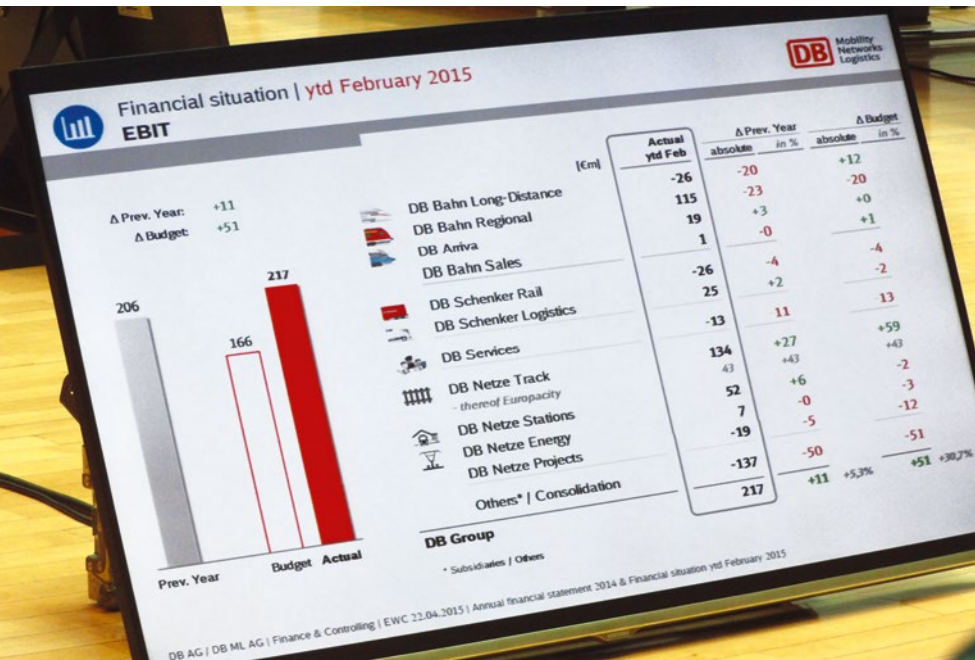 Financial situation | ytd February 2015
EBIT
DB Mobility
Networks
Logistics
Δ Prev. Year: +11
Δ Budget: +51
206
166
217
Prev. Year Budget Actual
[€m] Actual ytd Feb Δ Prev. Year absolute in % Δ Budget absolute in %
DB Bahn Long-Distance -26 -20 +12
DB Bahn Regional 115 -23 -20
DB Arriva 19 +3 +0
DB Bahn Sales 1 -0 +1
DB Schenker Rail -26 -4 -4
DB Schenker Logistics 25 +2 -2
DB Services -13 11 13
DB Netze Track 134 +27 +59
- thereof Europacity 43 +43 +43
DB Netze Stations 52 +6 -2
DB Netze Energy 7 -0 -3
DB Netze Projects -19 -5 -12
Others* / Consolidation -137 -50 -51
DB Group 217 +11 +5,3% +51 +30,7%
* Subsidiaries / Others
DB AG / DB ML AG | Finance & Controlling | EWC 22.04.2015 | Annual financial statement 2014 & Financial situation ytd February 2015